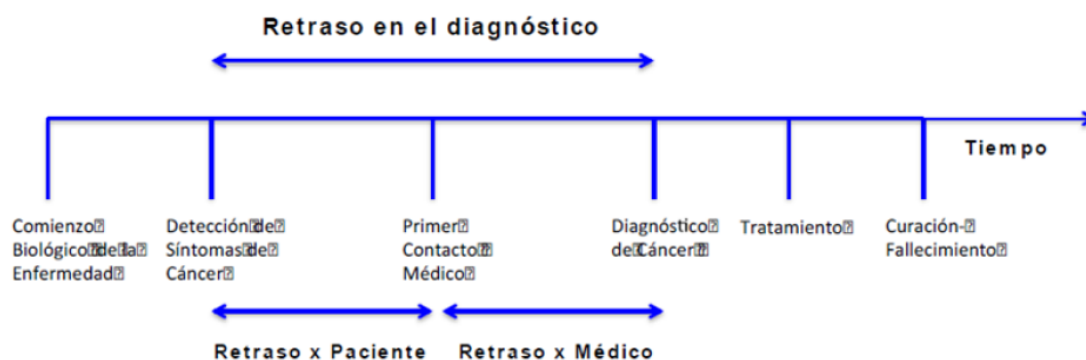 Retraso en el diagnóstico
Tiempo
Comienzo
Biológico de la
Enfermedad
Detección de
Síntomas de
Cáncer
Primer
Contacto
Médico
Diagnóstico
de Cáncer
Tratamiento
Curación-
Fallecimiento
Retraso x Paciente
Retraso x Médico